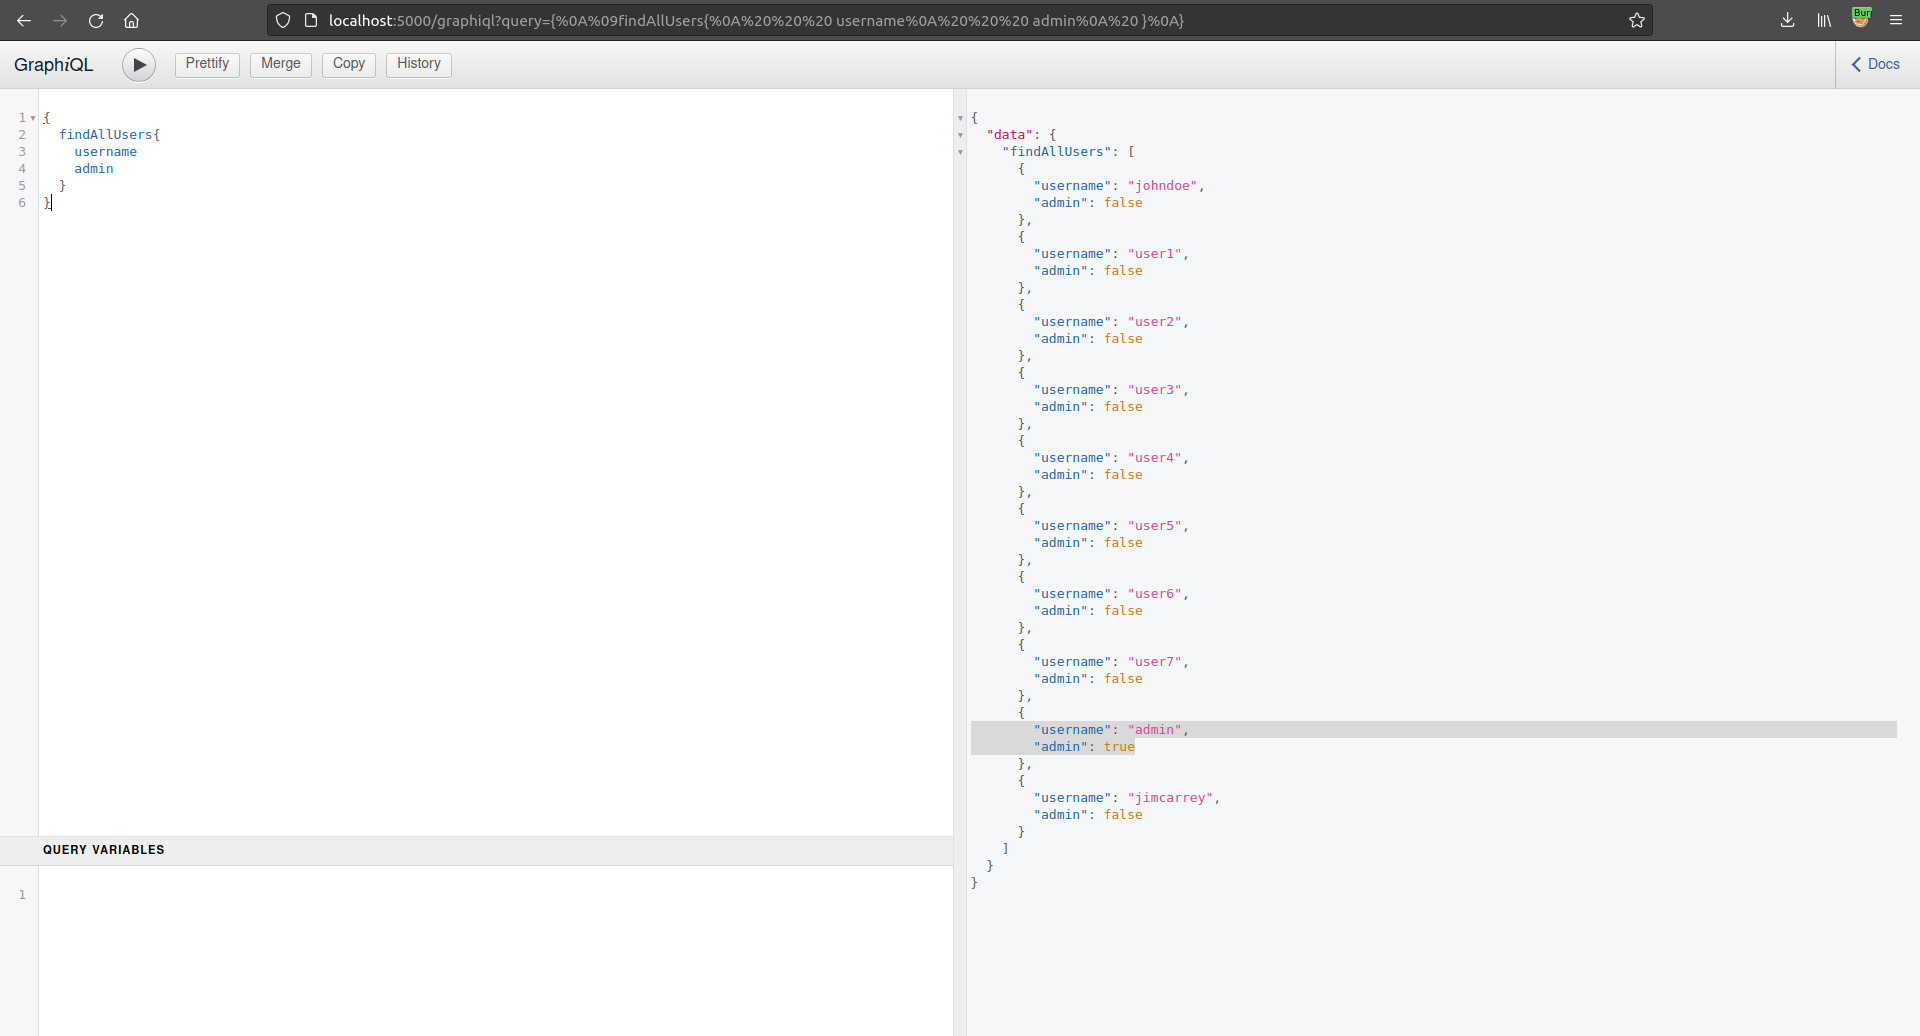 localhost:5000/graphiql?query={%0A%09findAllUsers{%0A%20%20%20 username%0A%20%20%20 admin%0A%20 }%0A}
Bur
GraphiQL
Prettify
Merge
Copy
History
Docs
1 {
2 findAllUsers{
3 username
4 admin
5 }
6 }
QUERY VARIABLES
1
{
"data": {
"findAllUsers": [
{
"username": "johndoe",
"admin": false
},
{
"username": "user1",
"admin": false
},
{
"username": "user2",
"admin": false
},
{
"username": "user3",
"admin": false
},
{
"username": "user4",
"admin": false
},
{
"username": "user5",
"admin": false
},
{
"username": "user6",
"admin": false
},
{
"username": "user7",
"admin": false
},
{
"username": "admin",
"admin": true
},
{
"username": "jimcarrey",
"admin": false
}
]
}
}